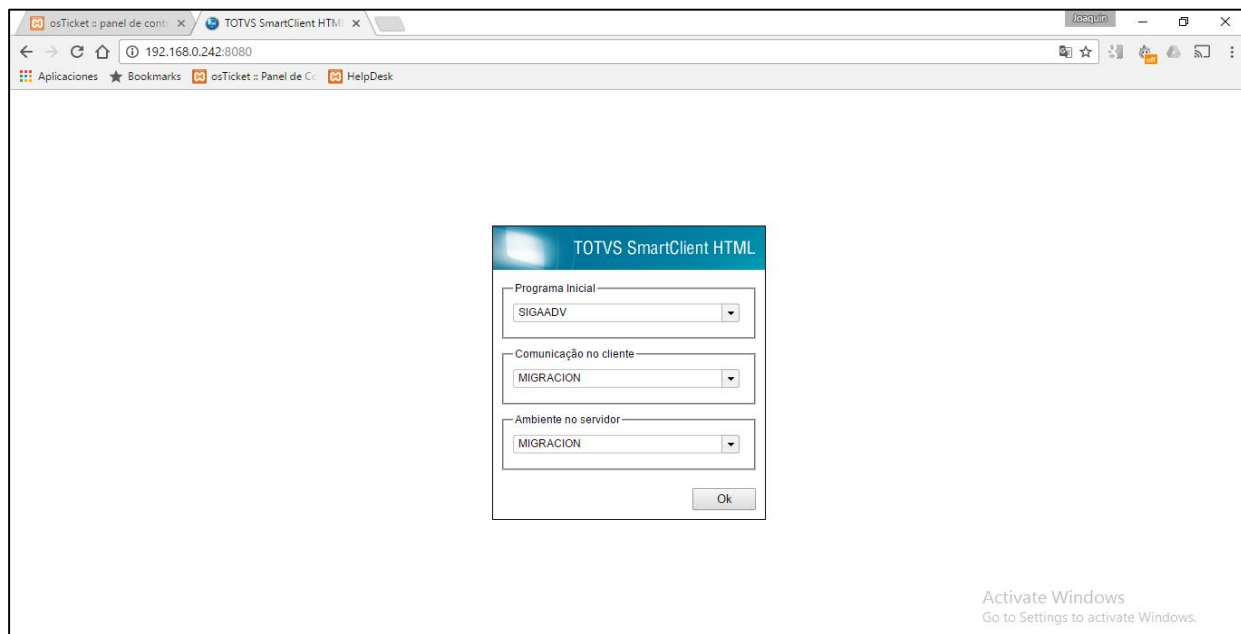 osTicket :: panel de cont
TOTVS SmartClient HTML
Joaquin
192.168.0.242:8080
Aplicaciones
Bookmarks
osTicket :: Panel de Co
HelpDesk
off
TOTVS SmartClient HTML
Programa Inicial
SIGAADV
Comunicação no cliente
MIGRACION
Ambiente no servidor
MIGRACION
Ok
Activate Windows
Go to Settings to activate Windows.